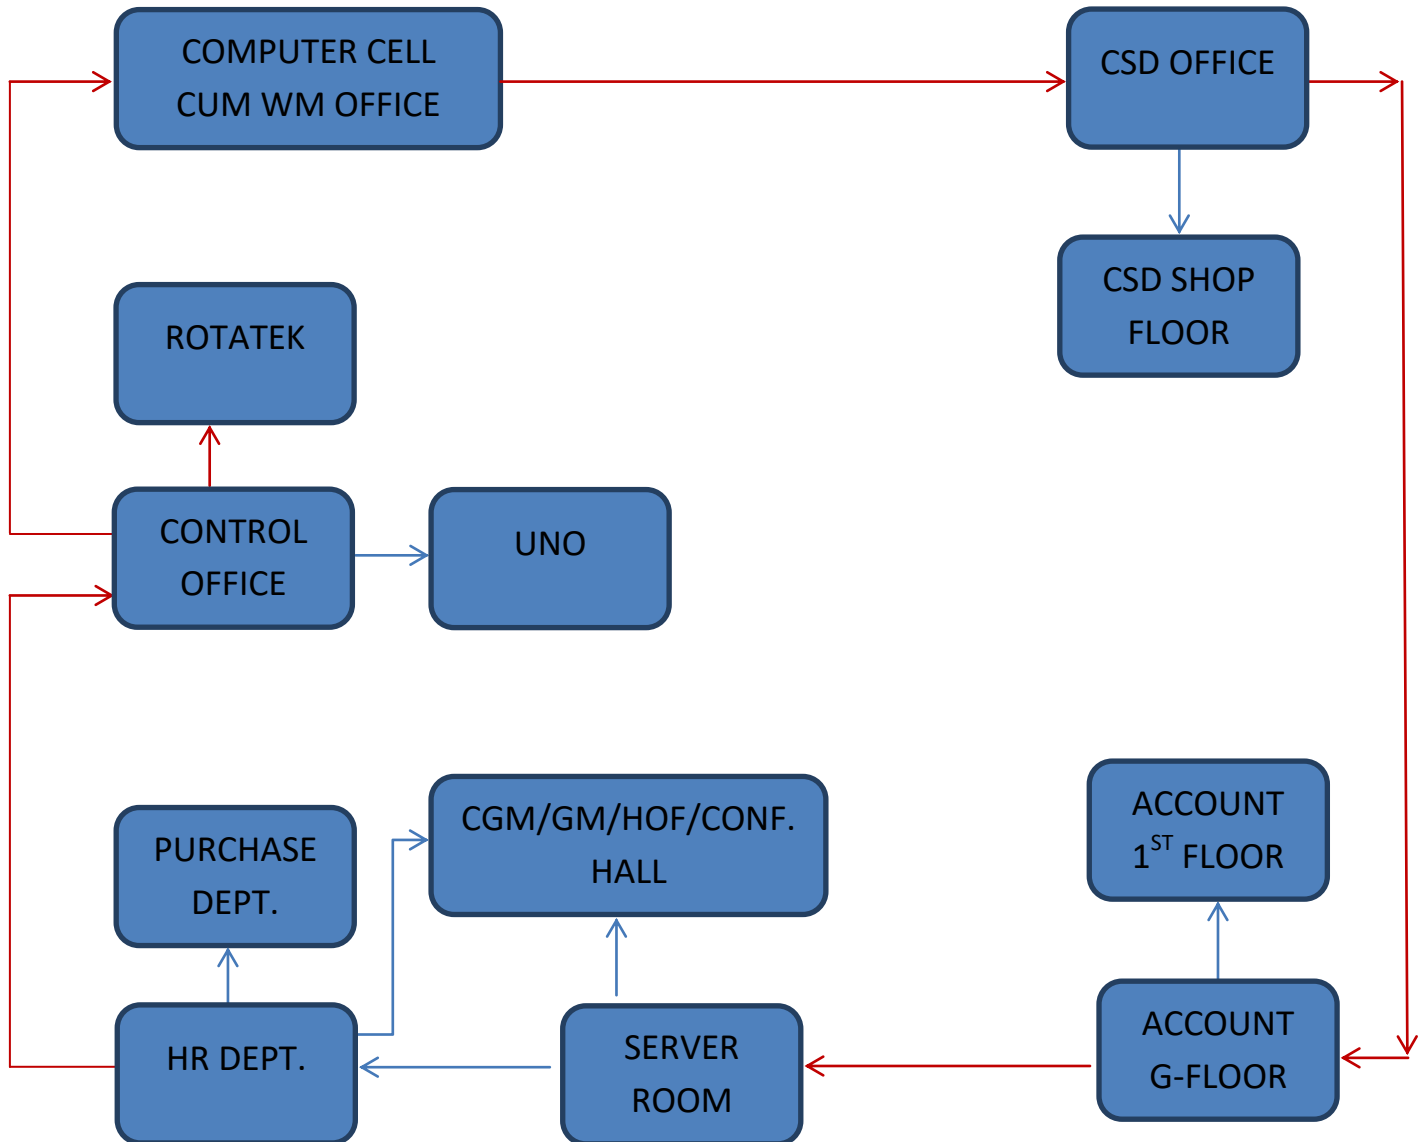 COMPUTER CELL
CUM WM OFFICE
CSD OFFICE
CSD SHOP
FLOOR
ROTATEK
CONTROL
OFFICE
UNO
PURCHASE
DEPT.
CGM/GM/HOF/CONF.
HALL
ACCOUNT
1ST FLOOR
HR DEPT.
SERVER
ROOM
ACCOUNT
G-FLOOR